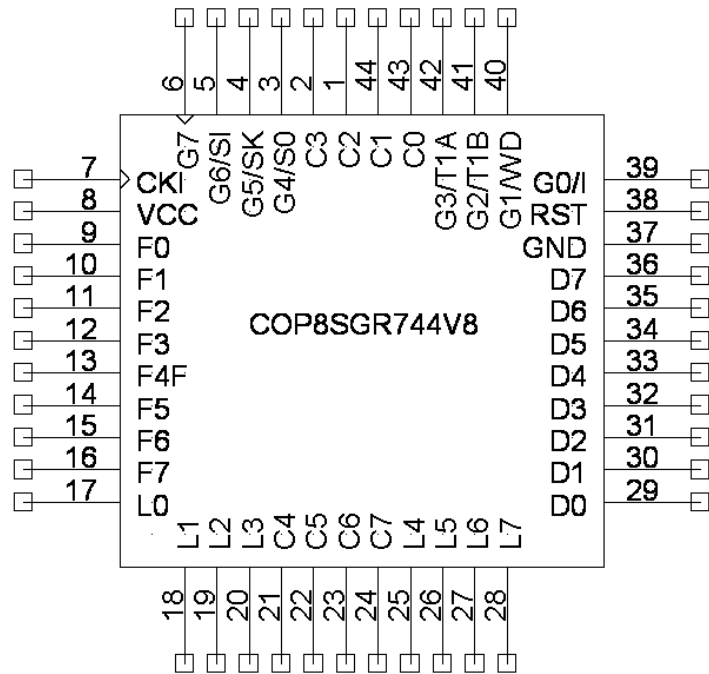 6 5 4 3 2 1 44 43 42 41 40
G7 G6/SI G5/SK G4/S0 C3 C2 C1 C0 G3/T1A G2/T1B G1/WD
7 CKI G0/I 39
8 VCC RST 38
9 F0 GND 37
10 F1 D7 36
11 F2 D6 35
COP8SGR744V8
12 F3 D5 34
13 F4F D4 33
14 F5 D3 32
15 F6 D2 31
16 F7 D1 30
17 L0 D0 29
L1 L2 L3 C4 C5 C6 C7 L4 L5 L6 L7
18 19 20 21 22 23 24 25 26 27 28